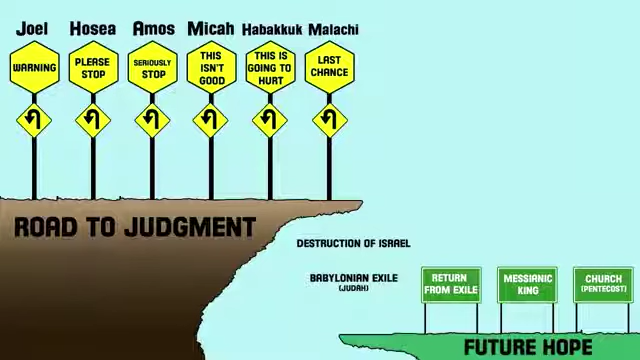 Joel Hosea Amos Micah Habakkuk Malachi
WARNING
PLEASE
STOP
SERIOUSLY
STOP
THIS
ISN'T
GOOD
THIS IS
GOING TO
HURT
LAST
CHANCE
ROAD TO JUDGMENT
DESTRUCTION OF ISRAEL
BABYLONIAN EXILE
(JUDAH)
RETURN
FROM EXILE
MESSIANIC
KING
CHURCH
(PENTECOST)
FUTURE HOPE